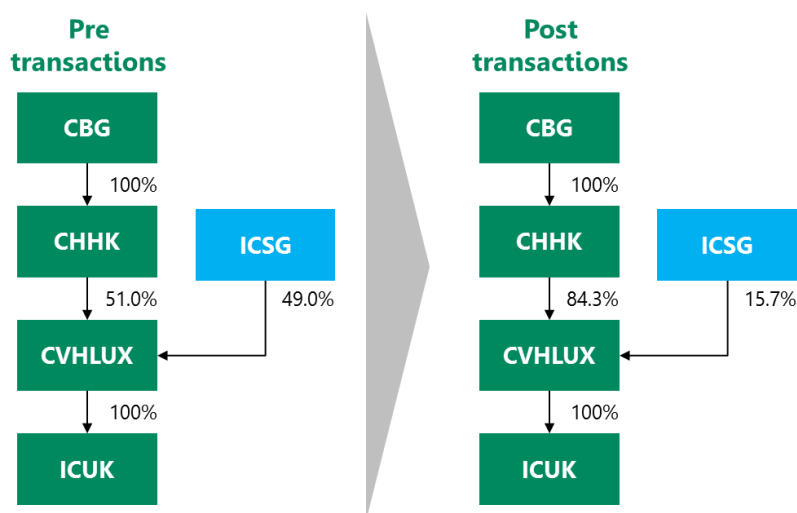 Pre
transactions
CBG
100%
CHHK
ICSG
51.0%
49.0%
CVHLUX
100%
ICUK
Post
transactions
CBG
100%
CHHK
ICSG
84.3%
15.7%
CVHLUX
100%
ICUK